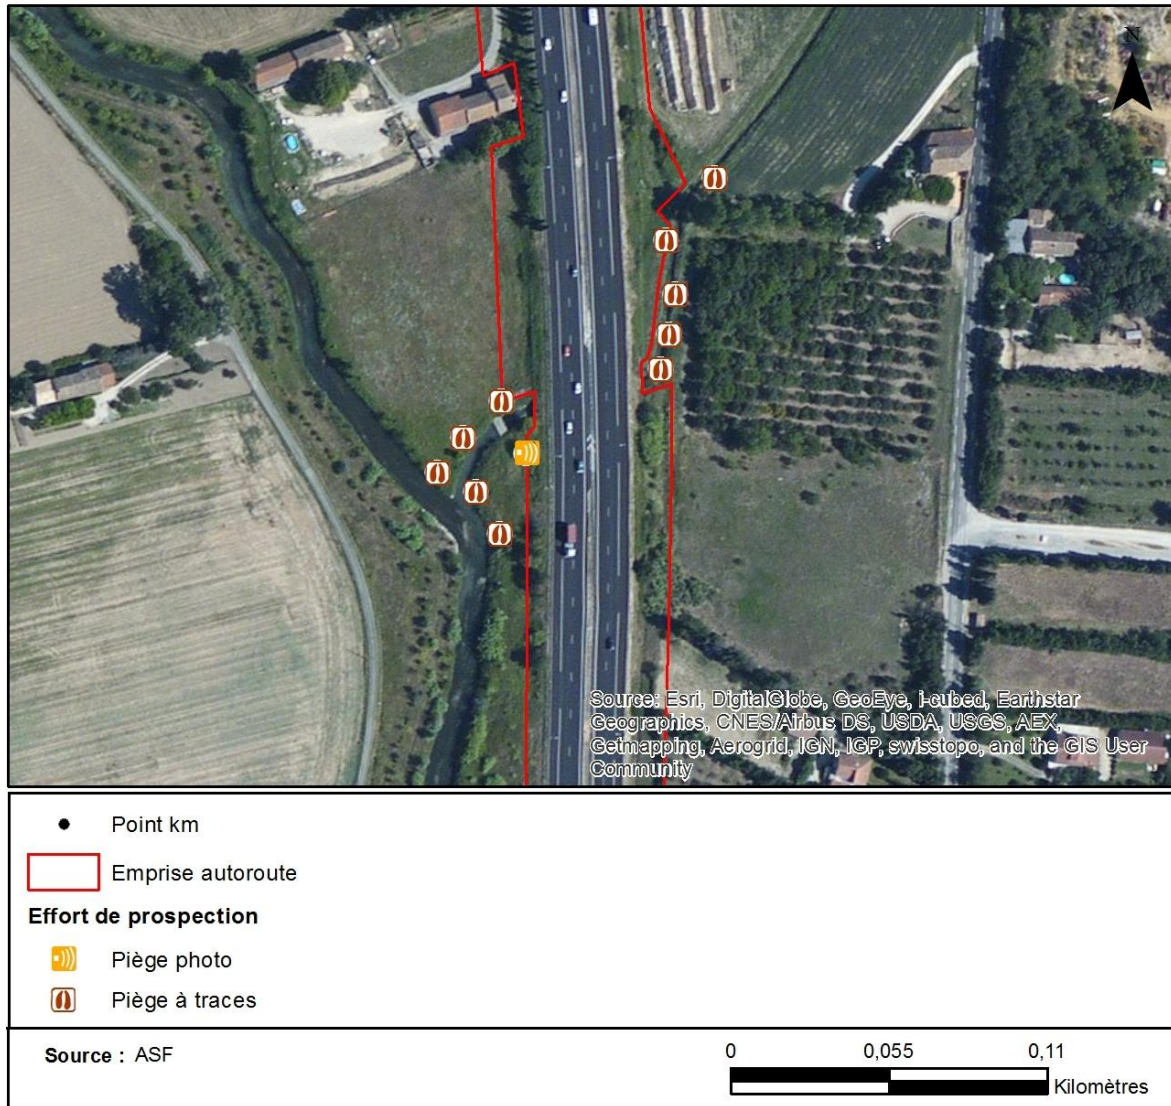 N
Source: Esri, DigitalGlobe, GeoEye, i-cubed, Earthstar
Geographics, CNES/Airbus DS, USDA, USGS, AEX,
Getmapping, Aerogrid, IGN, IGP, swisstopo, and the GIS User
Community
Point km
Emprise autoroute
Effort de prospection
Piège photo
Piège à traces
Source : ASF
0 0,055 0,11
Kilomètres